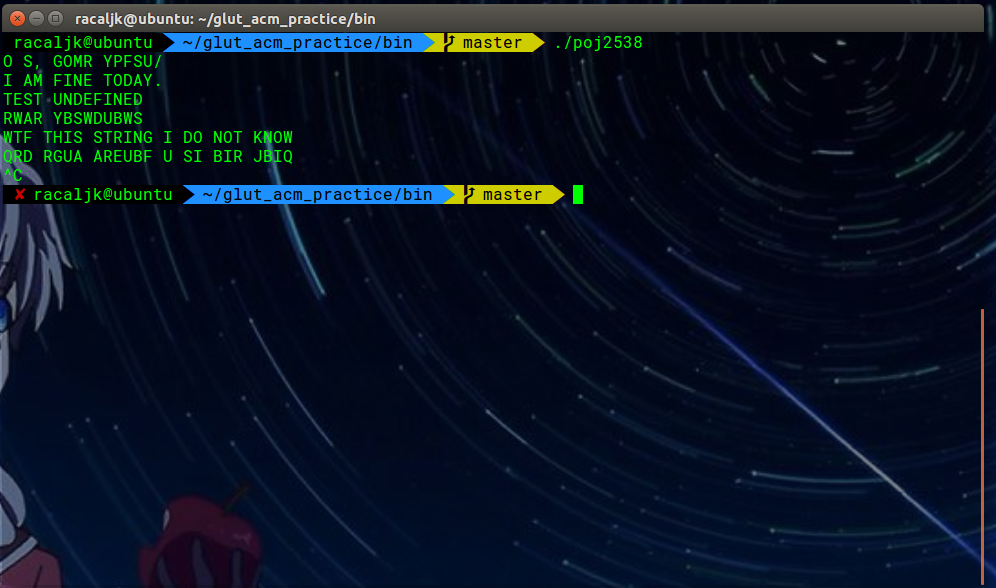 racaljk@ubuntu: ~/glut_acm_practice/bin
racaljk@ubuntu ~/glut_acm_practice/bin master ./poj2538
O S, GOMR YPFSU/
I AM FINE TODAY.
TEST UNDEFINED
RWAR YBSWDUBWS
WTF THIS STRING I DO NOT KNOW
QRD RGUA AREUBF U SI BIR JBIQ
^C
✘ racaljk@ubuntu ~/glut_acm_practice/bin master